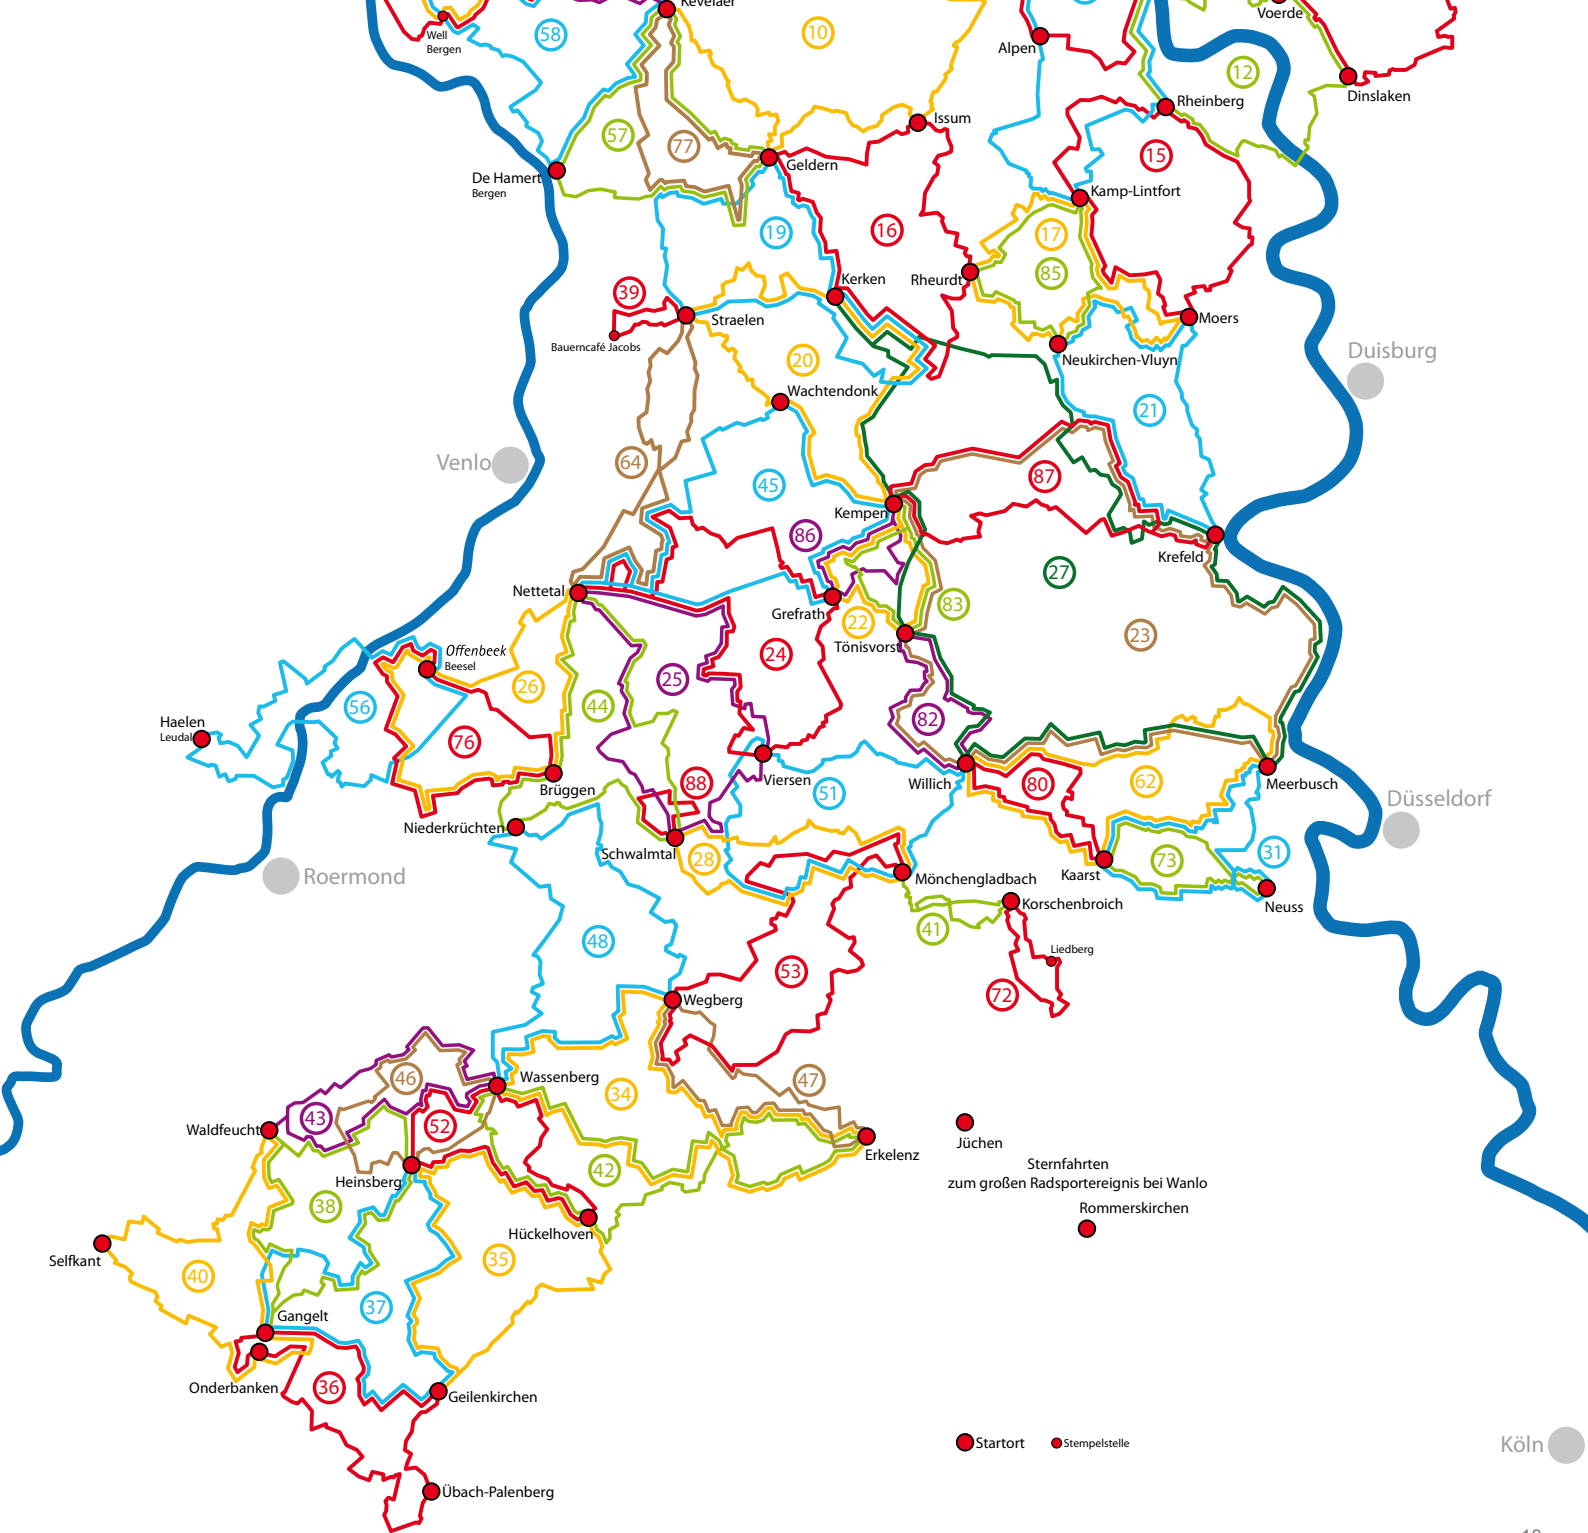 Kevelaer
Voerde
10
58
Well
Bergen
Alpen
12
Dinslaken
Rheinberg
Issum
57
77
15
Geldern
De Hamert
Bergen
Kamp-Lintfort
19
16
17
85
Kerken
Rheurdt
39
Straelen
Moers
Bauerncafé Jacobs
Neukirchen-Vluyn
Duisburg
20
Wachtendonk
21
Venlo
64
45
87
Kempen
86
Krefeld
27
Nettetal
Grefrath
83
22
23
Tönisvorst
24
Offenbeek
Beesel
25
26
44
56
Haelen
Leudal
82
76
Viersen
88
51
Willich
80
62
Meerbusch
Brüggen
Düsseldorf
Niederkrüchten
Schwalmtal
28
73
31
Roermond
Kaarst
Mönchengladbach
Neuss
Korschenbroich
41
48
Liedberg
53
72
Wegberg
46
Wassenberg
47
34
43
52
Waldfeucht
Jüchen
Erkelenz
Sternfahrten
zum großen Radsportereignis bei Wanlo
Heinsberg
42
38
Rommerskirchen
Hückelhoven
Selfkant
35
40
37
Gangelt
Onderbanken
36
Geilenkirchen
Startort
Stempelstelle
Köln
Übach-Palenberg